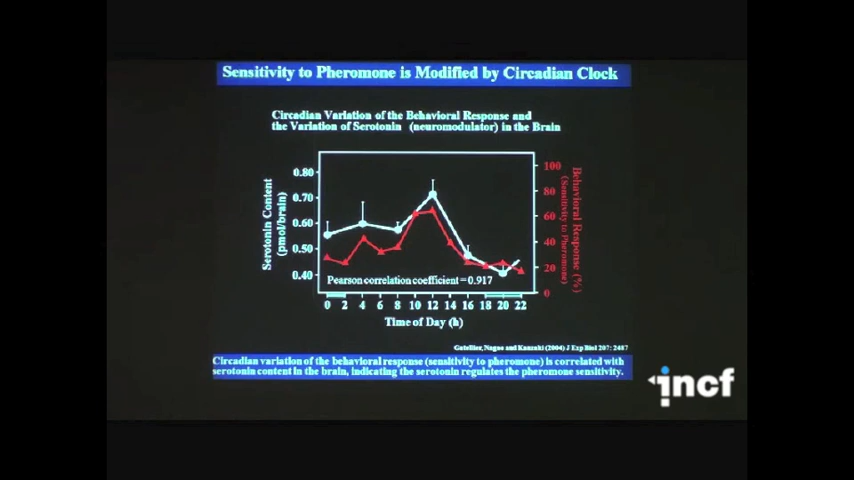 Sensitivity to Pheromone is Modified by Circadian Clock
Circadian Variation of the Behavioral Response and
the Variation of Serotonin (neuromodulator) in the Brain
Serotonin Content
(pmol/brain)
0.80
0.70
0.60
0.50
0.40
100
80
60
40
20
0
Behavioral Response (%)
(Sensitivity to Pheromone)
Pearson correlation coefficient = 0.917
0 2 4 6 8 10 12 14 16 18 20 22
Time of Day (h)
Gatellier, Nagao and Kanzaki (2004) J Exp Biol 207: 2487
Circadian variation of the behavioral response (sensitivity to pheromone) is correlated with
serotonin content in the brain, indicating the serotonin regulates the pheromone sensitivity.
incf